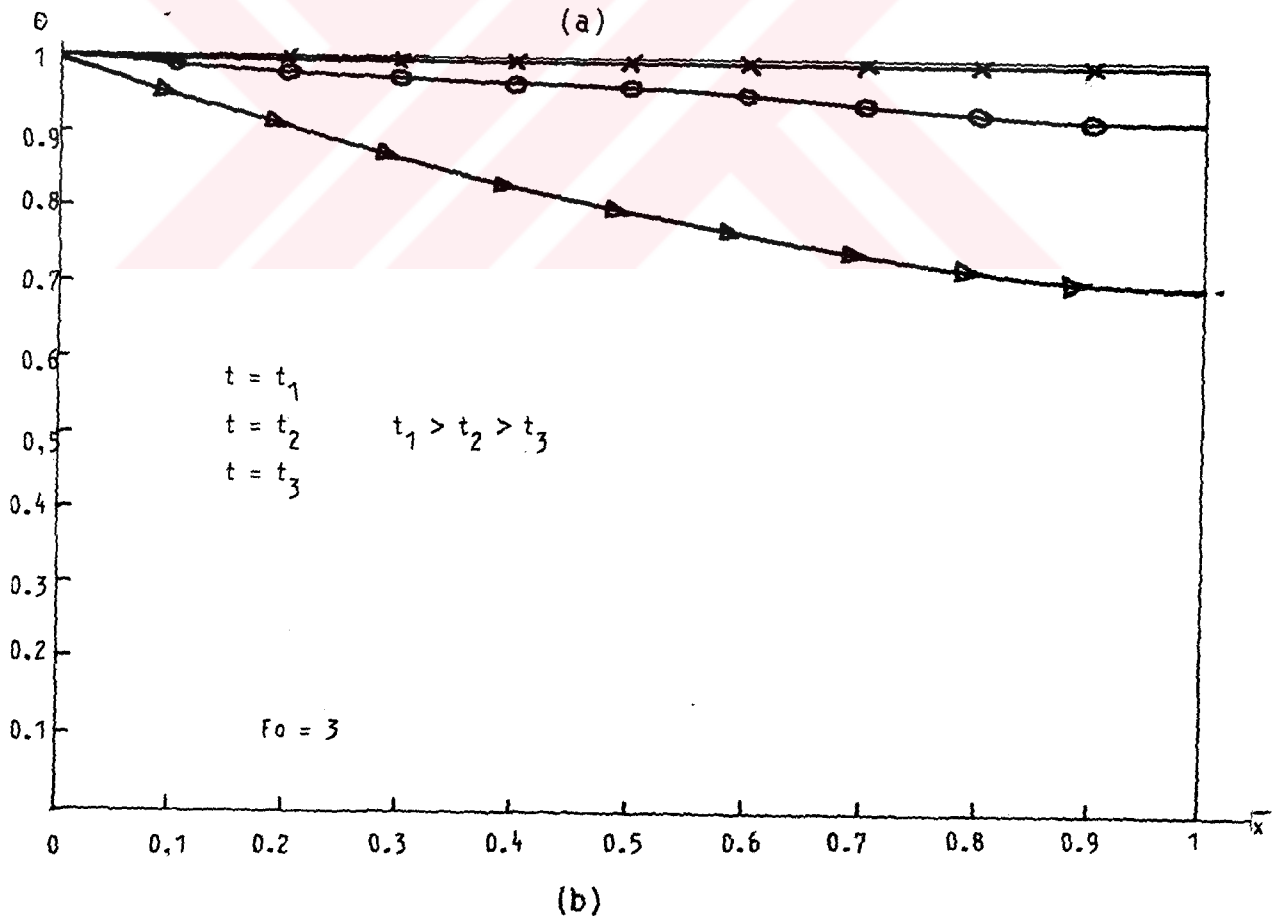 (a)
Θ
1
0.9
0.8
0.7
0.6
0,5
0.4
0.3
0.2
0.1
t = t1
t = t2    t1 > t2 > t3
t = t3
Fo = 3
0 0,1 0.2 0.3 0.4 0.5 0.6 0.7 0.8 0.9 1
x̄
(b)